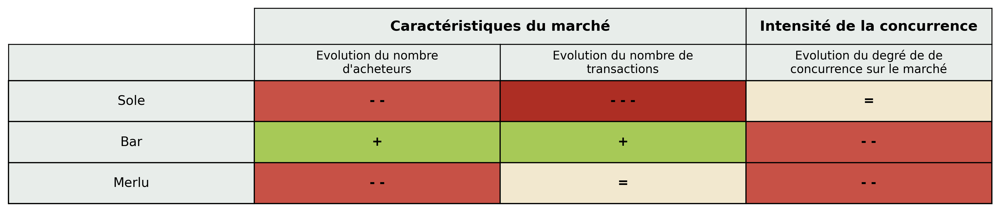 Caractéristiques du marché
Intensité de la concurrence
Evolution du nombre
d'acheteurs
Evolution du nombre de
transactions
Evolution du degré de de
concurrence sur le marché
Sole
- -
- - -
=
Bar
+
+
- -
Merlu
- -
=
- -